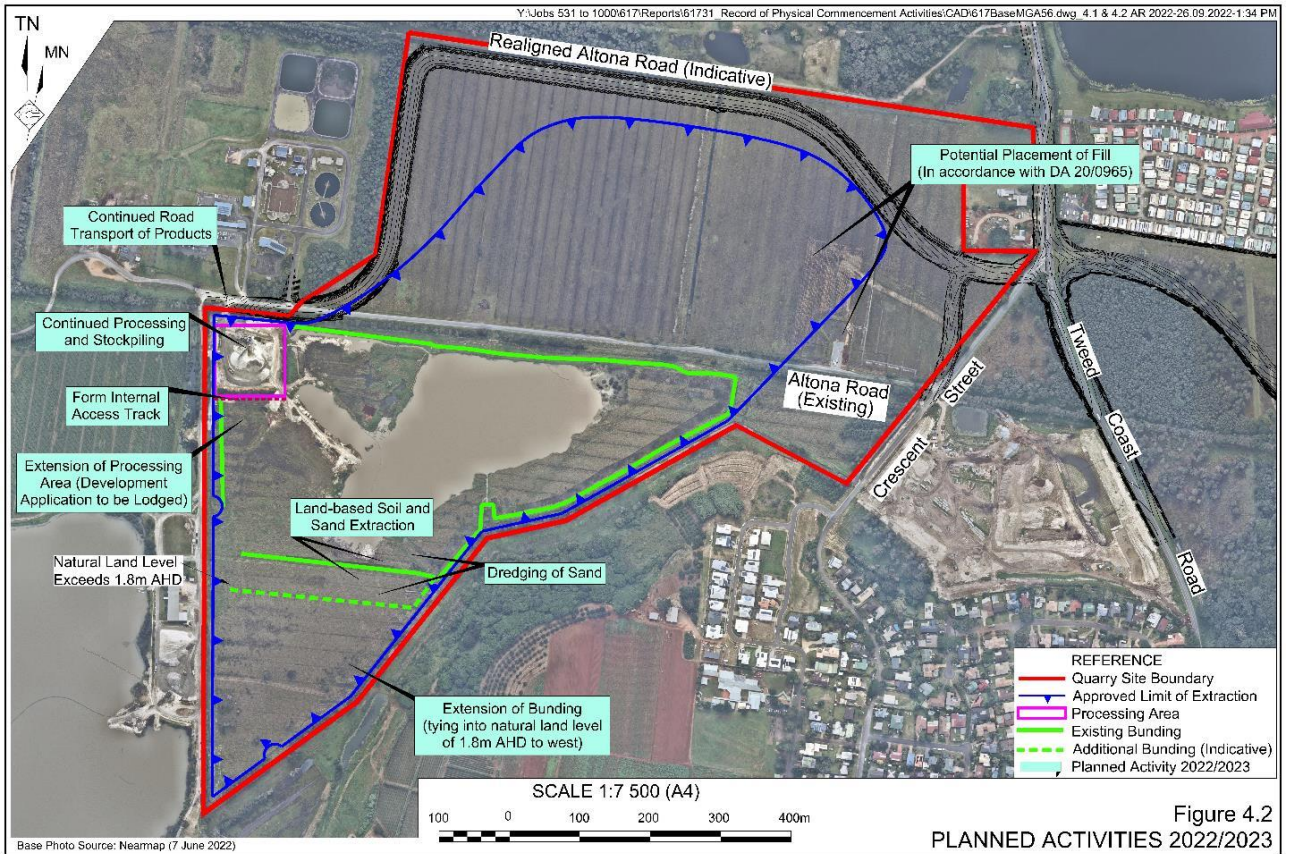 Y:\Jobs 531 to 1000\617\Reports\61731_Record of Physical Commencement Activities\CAD\617BaseMGA56.dwg_4.1 & 4.2 AR 2022-26.09.2022-1:34 PM
TN
MN
Realigned Altona Road (Indicative)
Potential Placement of Fill
(In accordance with DA 20/0965)
Continued Road
Transport of Products
Continued Processing
and Stockpiling
Form Internal
Access Track
Extension of Processing
Area (Development
Application to be Lodged)
Altona Road
(Existing)
Crescent Street
Tweed Coast Road
Land-based Soil and
Sand Extraction
Natural Land Level
Exceeds 1.8m AHD
Dredging of Sand
Extension of Bunding
(tying into natural land level
of 1.8m AHD to west)
REFERENCE
Quarry Site Boundary
Approved Limit of Extraction
Processing Area
Existing Bunding
Additional Bunding (Indicative)
Planned Activity 2022/2023
SCALE 1:7 500 (A4)
100 0 100 200 300 400m
Figure 4.2
PLANNED ACTIVITIES 2022/2023
Base Photo Source: Nearmap (7 June 2022)